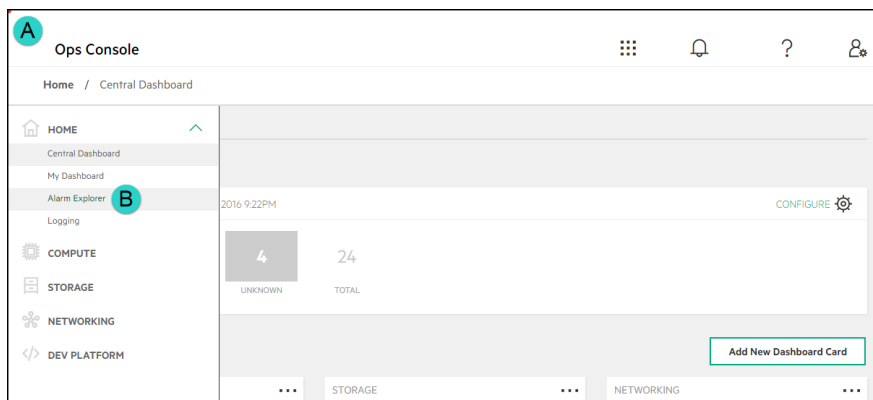 A
Ops Console
?
Home / Central Dashboard
HOME
Central Dashboard
My Dashboard
Alarm Explorer B
Logging
COMPUTE
STORAGE
NETWORKING
</> DEV PLATFORM
2016 9:22PM
CONFIGURE
4
24
UNKNOWN
TOTAL
Add New Dashboard Card
STORAGE
NETWORKING